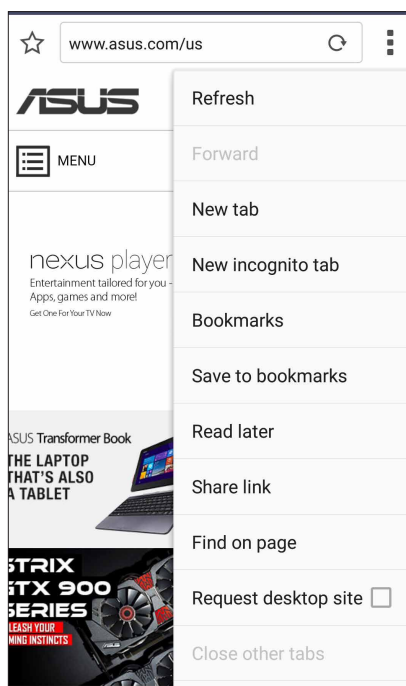 www.asus.com/us
ASUS
MENU
nexus player
Entertainment tailored for you -
Apps, games and more!
Get One For Your TV Now
ASUS Transformer Book
THE LAPTOP
THAT'S ALSO
A TABLET
STRIX
GTX 900
SERIES
LEASH YOUR
MING INSTINCTS
Refresh
Forward
New tab
New incognito tab
Bookmarks
Save to bookmarks
Read later
Share link
Find on page
Request desktop site
Close other tabs